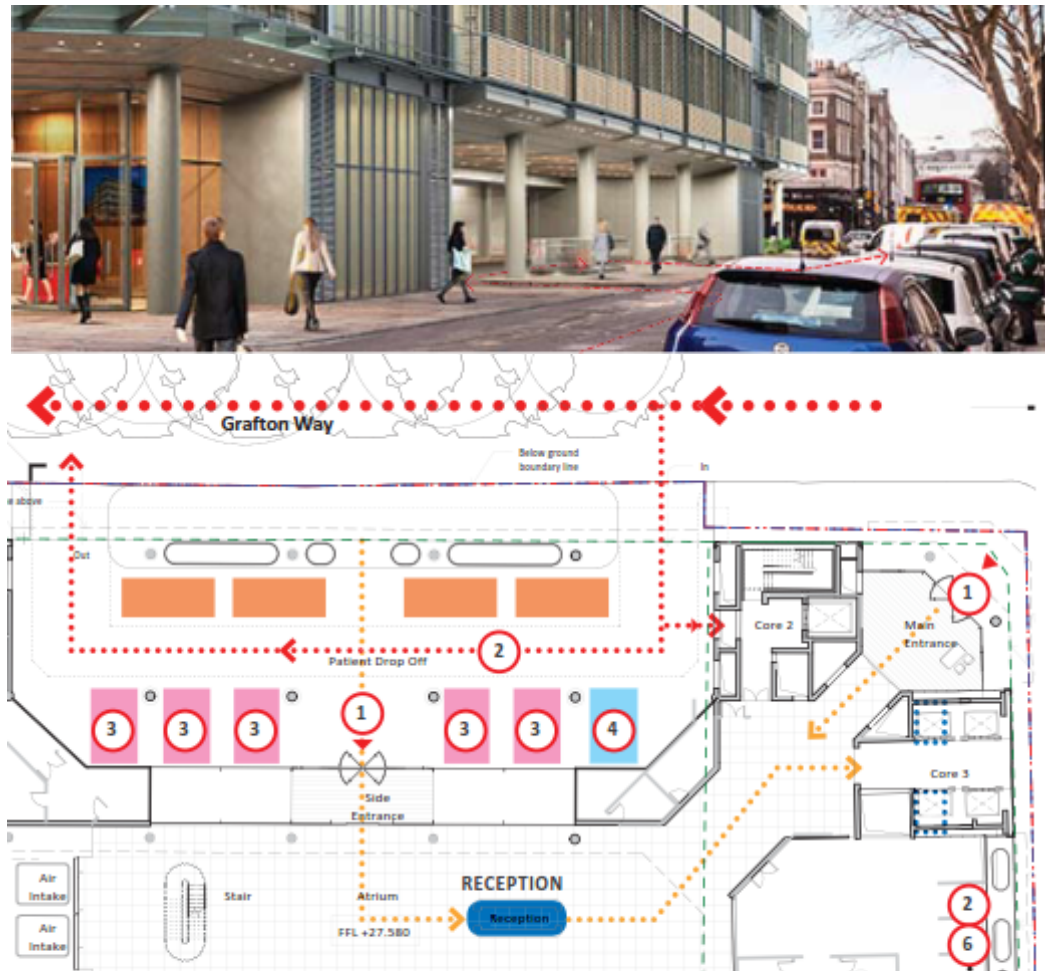 Grafton Way
Below ground
boundary line
In
e above
Out
2
Patient Drop Off
Core 2
1
Main
Entrance
3
3
3
1
3
3
4
Side
Entrance
Core 3
Air
Intake
Stair
Atrium
RECEPTION
Reception
FFL +27.580
Air
Intake
2
6